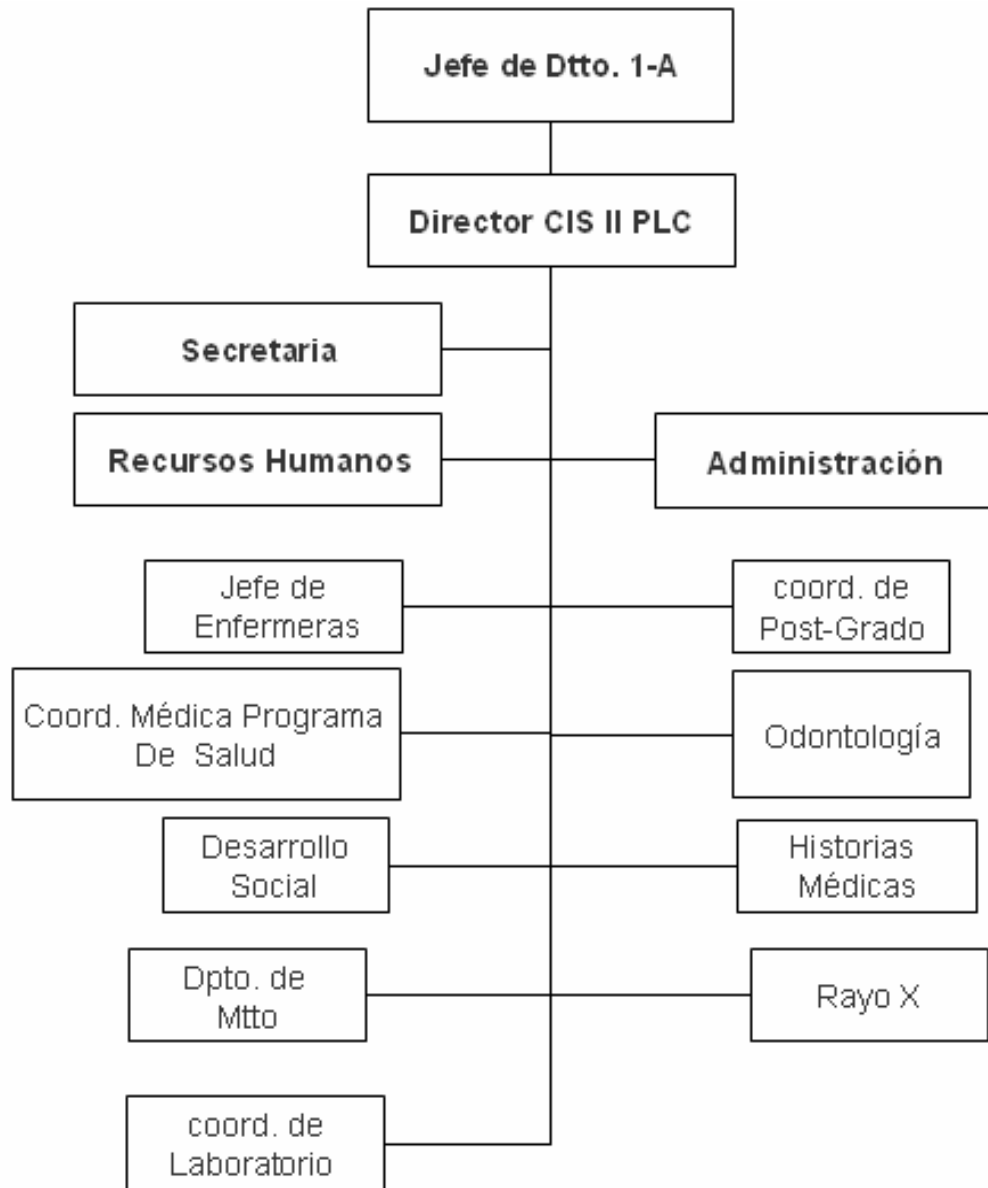 Jefe de Dtto. 1-A
Director CIS II PLC
Secretaria
Recursos Humanos
Administración
Jefe de
Enfermeras
coord. de
Post-Grado
Coord. Médica Programa
De Salud
Odontología
Desarrollo
Social
Historias
Médicas
Dpto. de
Mtto
Rayo X
coord. de
Laboratorio